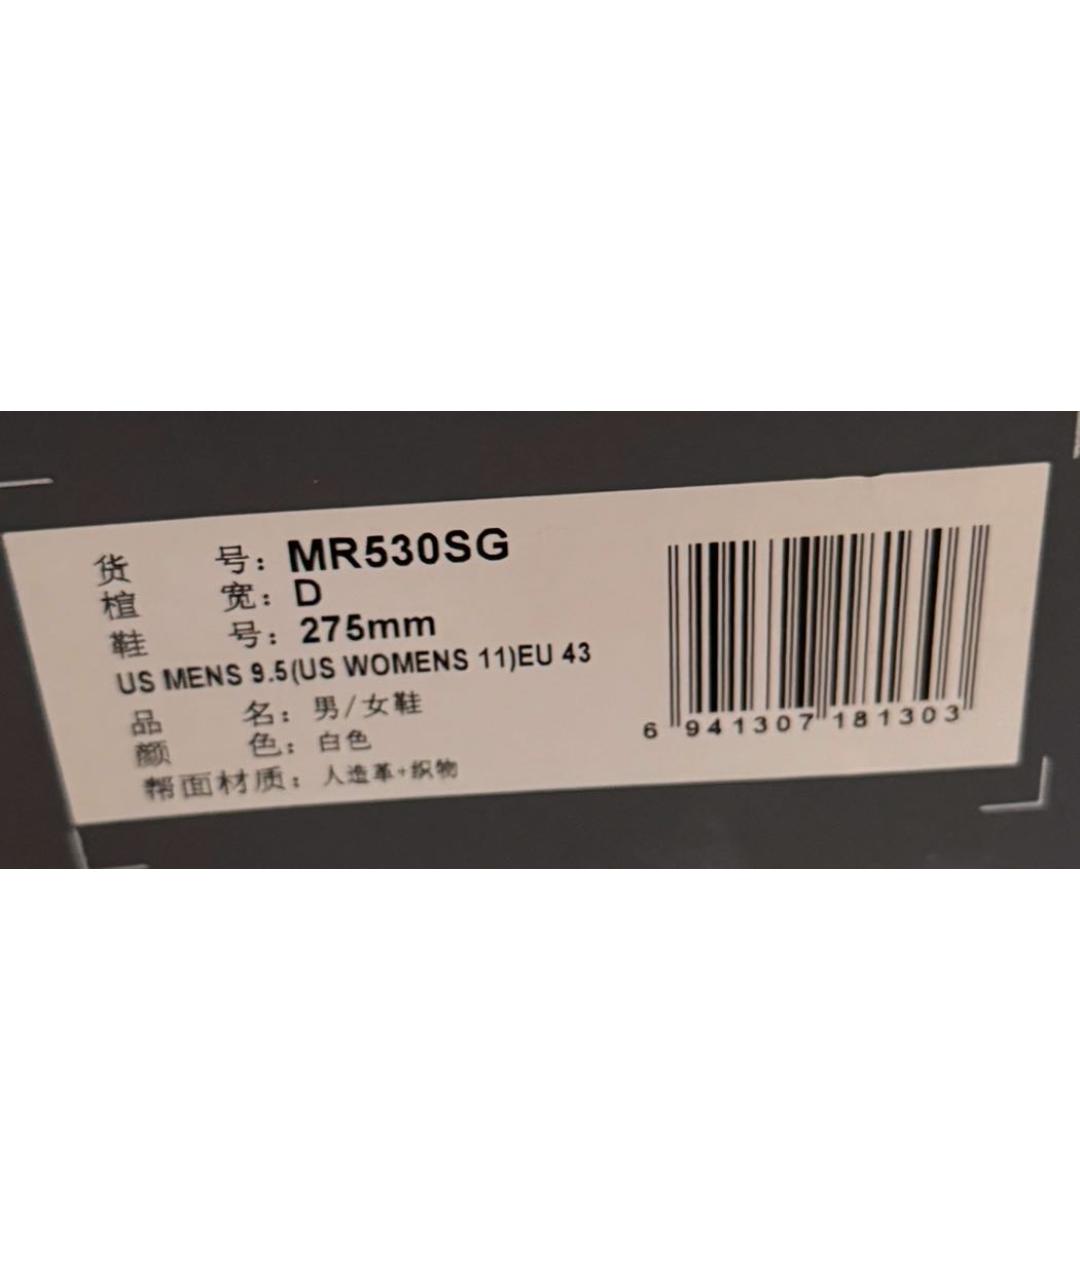 货 号：MR530SG
楦 宽：D
鞋 号：275mm
US MENS 9.5(US WOMENS 11)EU 43
品 名：男/女鞋
颜 色：白色
帮面材质：人造革+织物
6 941307 181303